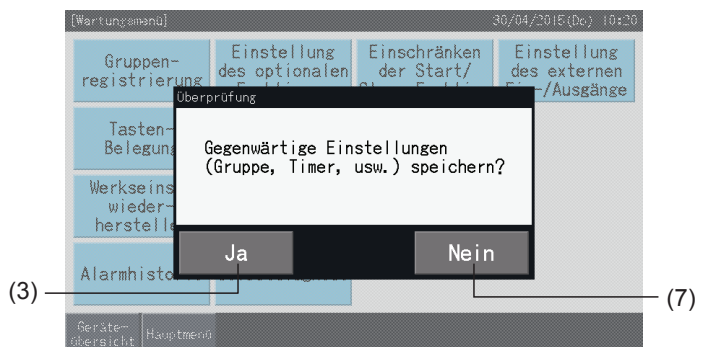 [Wartungsmenü] 30/04/2015(Do) 10:20
Gruppen-
registrierung
Einstellung
des optionalen
Einschränken
der Start/
Einstellung
des externen
-/Ausgänge
Überprüfung
Tasten-
Belegung
Gegenwärtige Einstellungen
(Gruppe, Timer, usw.) speichern?
Werkseins
wieder-
herstelle
Ja
Nein
Alarmhisto
(3)
(7)
Geräte-
übersicht
Hauptmenü